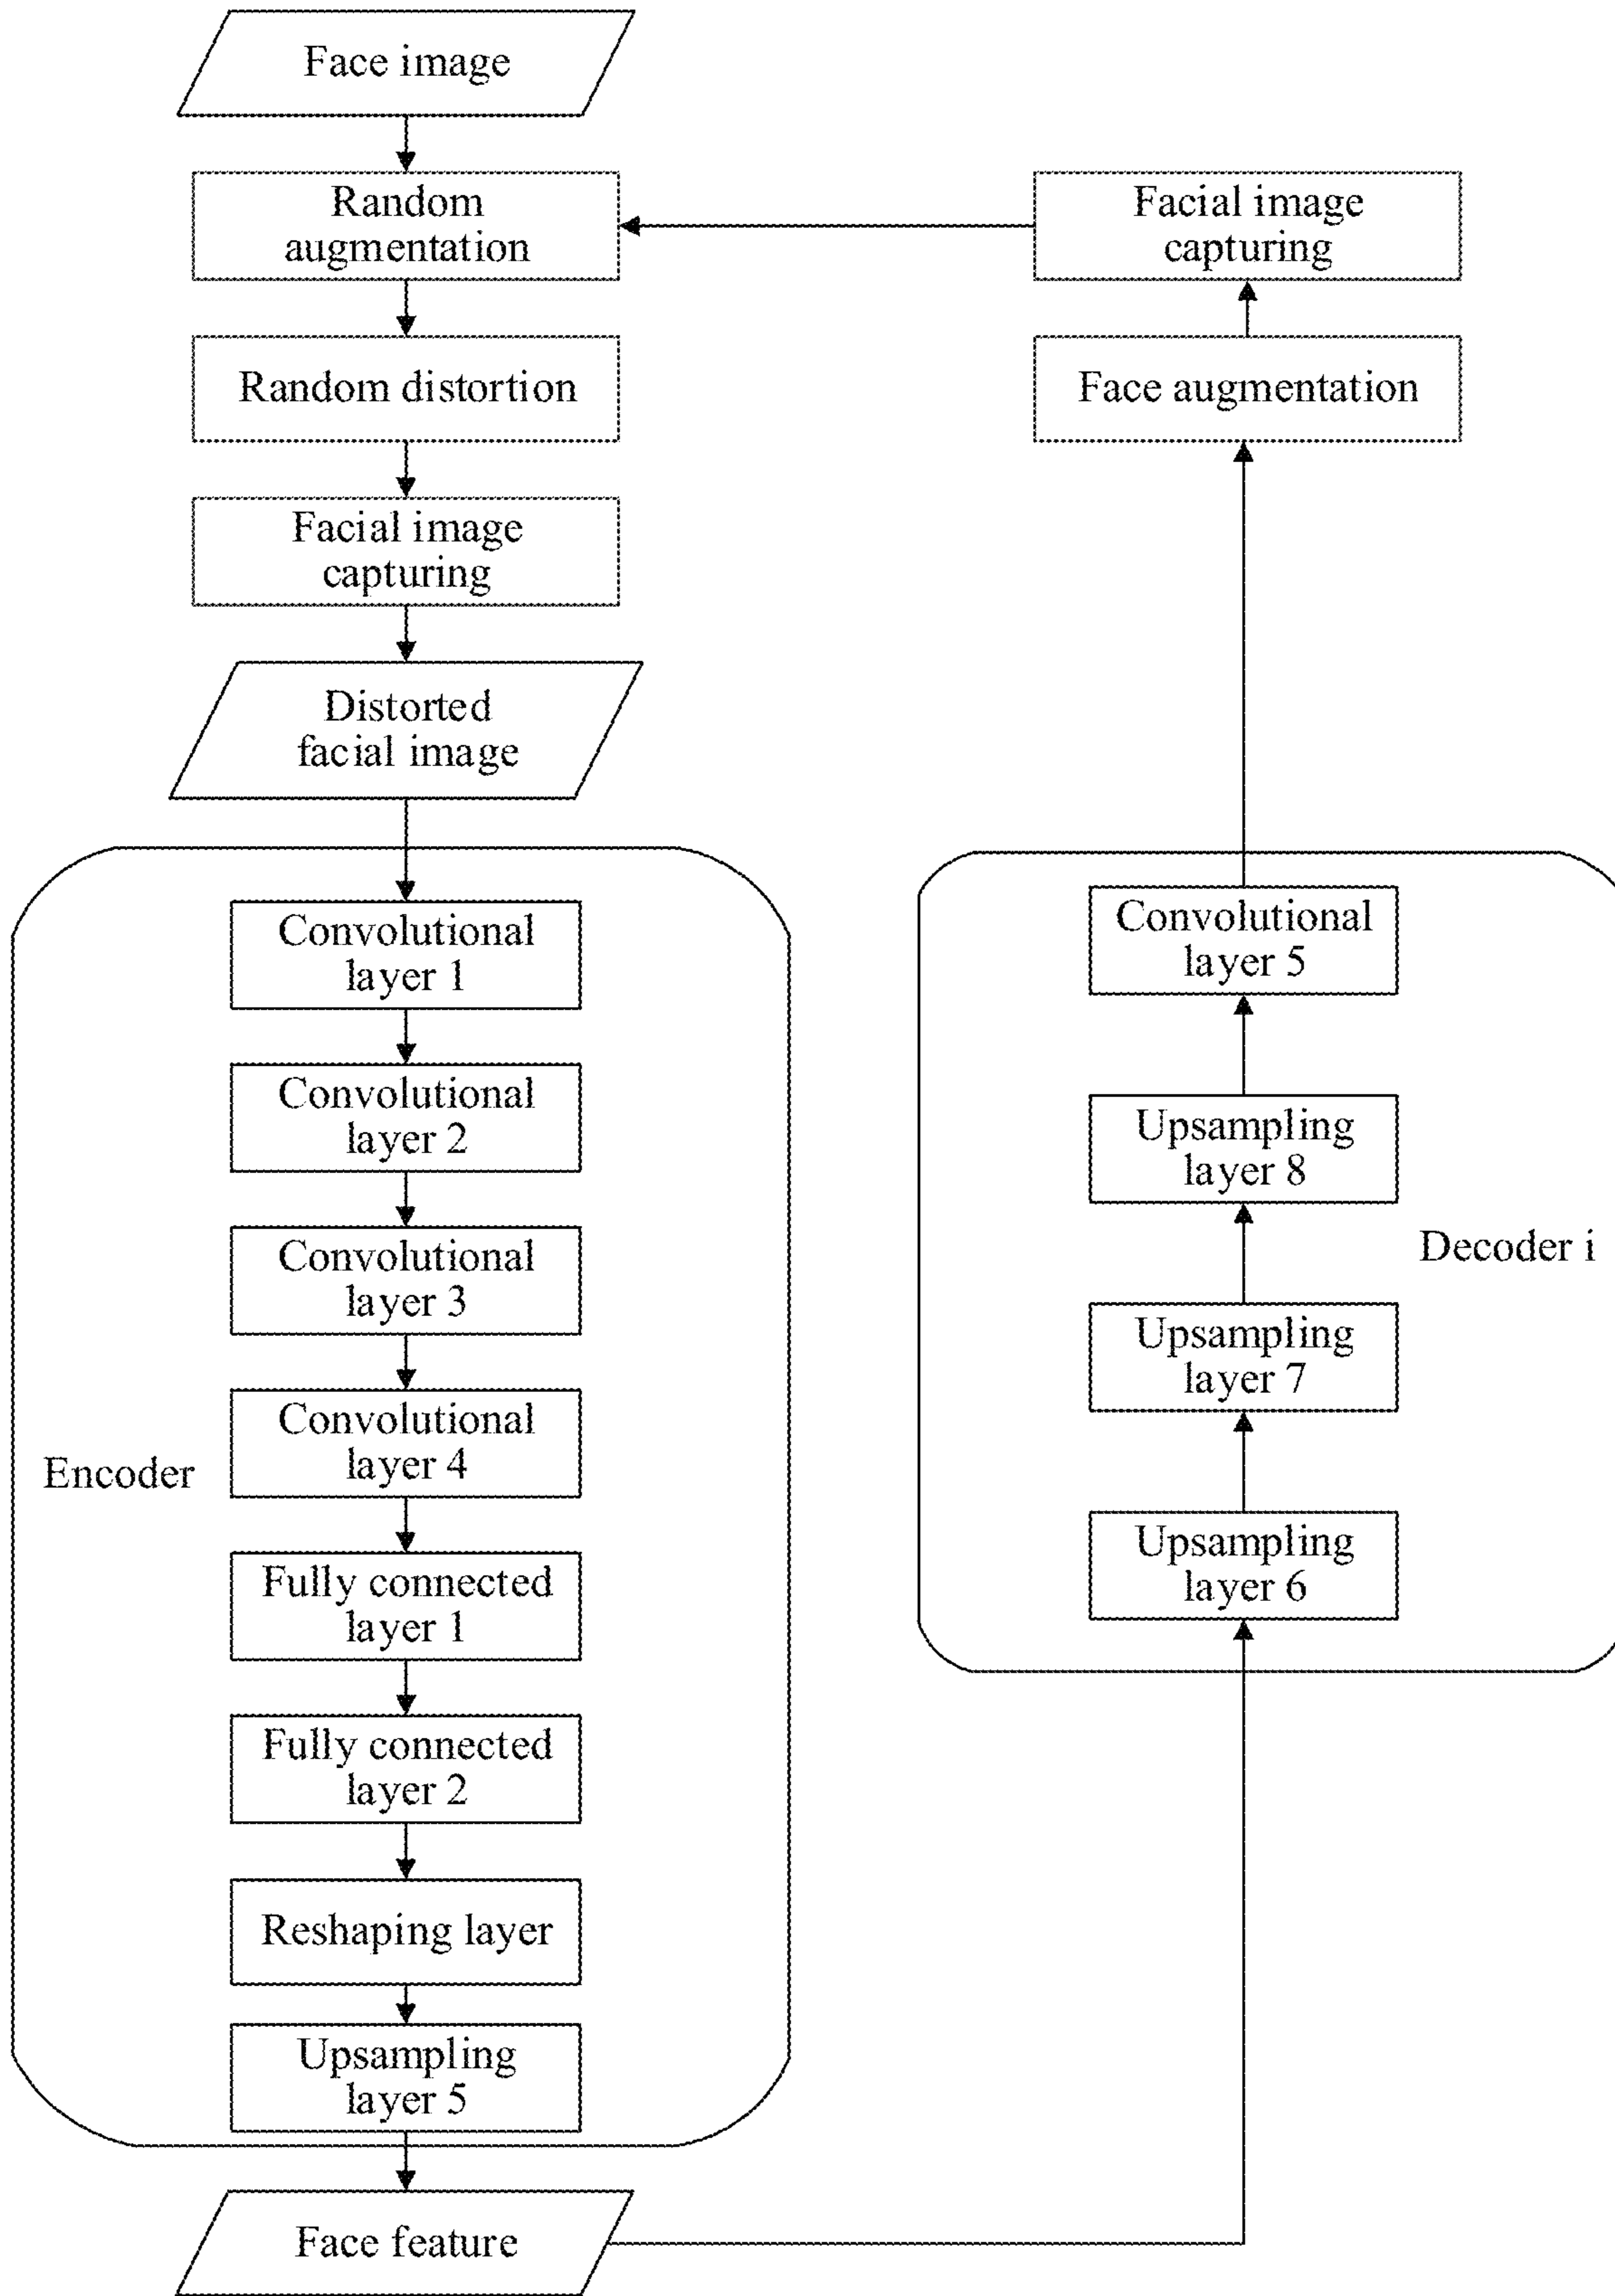 Face image
Random
augmentation
Random distortion
Facial image
capturing
Distorted
facial image
Encoder
Convolutional
layer 1
Convolutional
layer 2
Convolutional
layer 3
Convolutional
layer 4
Fully connected
layer 1
Fully connected
layer 2
Reshaping layer
Upsampling
layer 5
Face feature
Facial image
capturing
Face augmentation
Convolutional
layer 5
Upsampling
layer 8
Decoder i
Upsampling
layer 7
Upsampling
layer 6